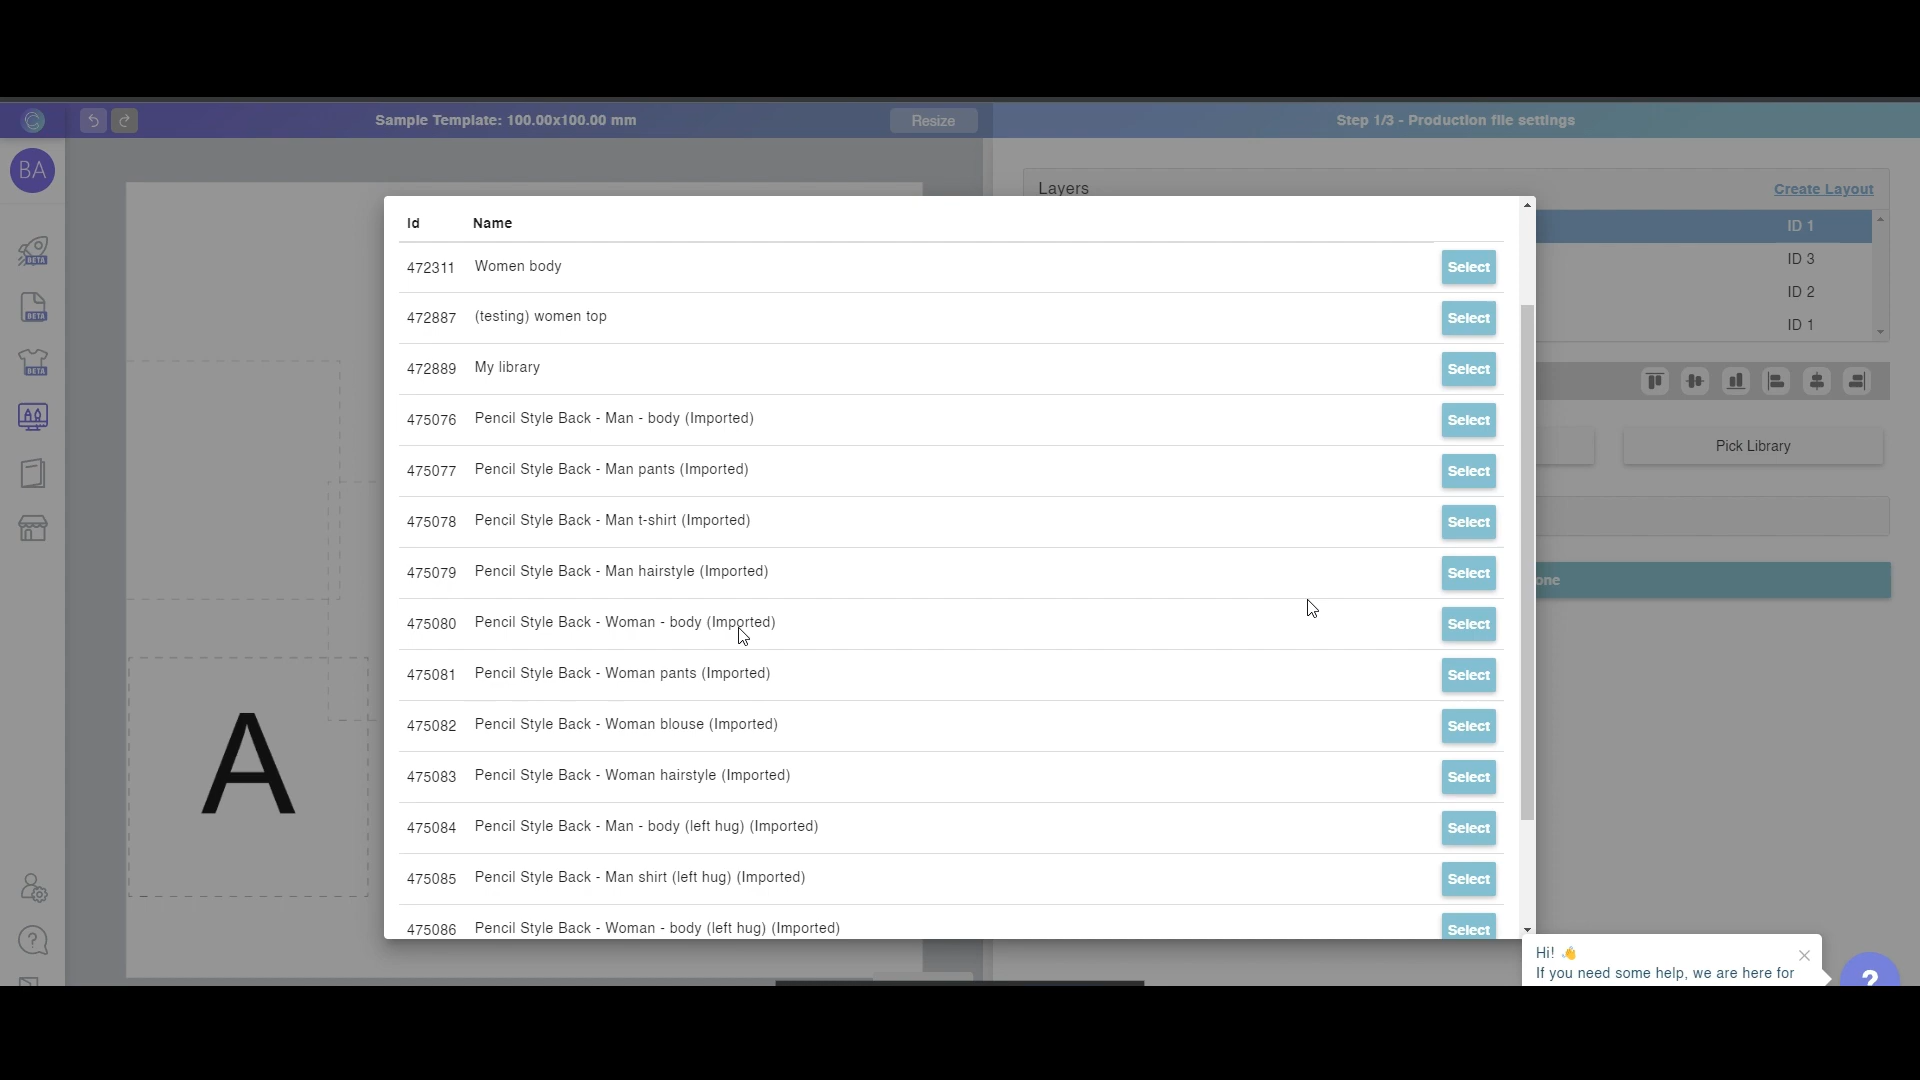 Sample Template: 100.00x100.00 mm
Resize
Step 1/3 - Production file settings
BA
BETA
BETA
BETA
Layers
Create Layout
ID 1
ID 3
ID 2
ID 1
Pick Library
one
A
Id Name
472311 Women body Select
472887 (testing) women top Select
472889 My library Select
475076 Pencil Style Back - Man - body (Imported) Select
475077 Pencil Style Back - Man pants (Imported) Select
475078 Pencil Style Back - Man t-shirt (Imported) Select
475079 Pencil Style Back - Man hairstyle (Imported) Select
475080 Pencil Style Back - Woman - body (Imported) Select
475081 Pencil Style Back - Woman pants (Imported) Select
475082 Pencil Style Back - Woman blouse (Imported) Select
475083 Pencil Style Back - Woman hairstyle (Imported) Select
475084 Pencil Style Back - Man - body (left hug) (Imported) Select
475085 Pencil Style Back - Man shirt (left hug) (Imported) Select
475086 Pencil Style Back - Woman - body (left hug) (Imported) Select
Hi! 👋
If you need some help, we are here for
?